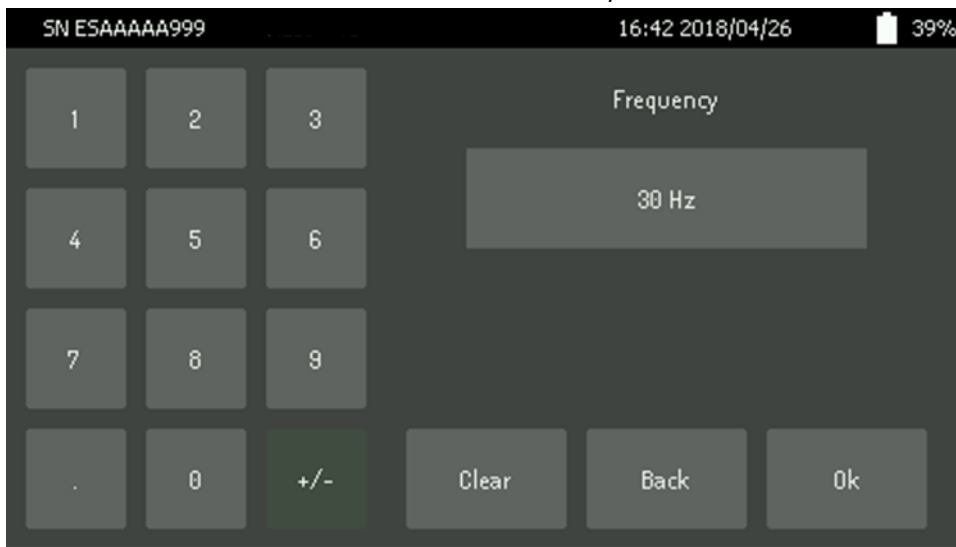 SN ESAAAAA999 16:42 2018/04/26 39%
Frequency
30 Hz
1 2 3
4 5 6
7 8 9
. 0 +/-
Clear Back Ok